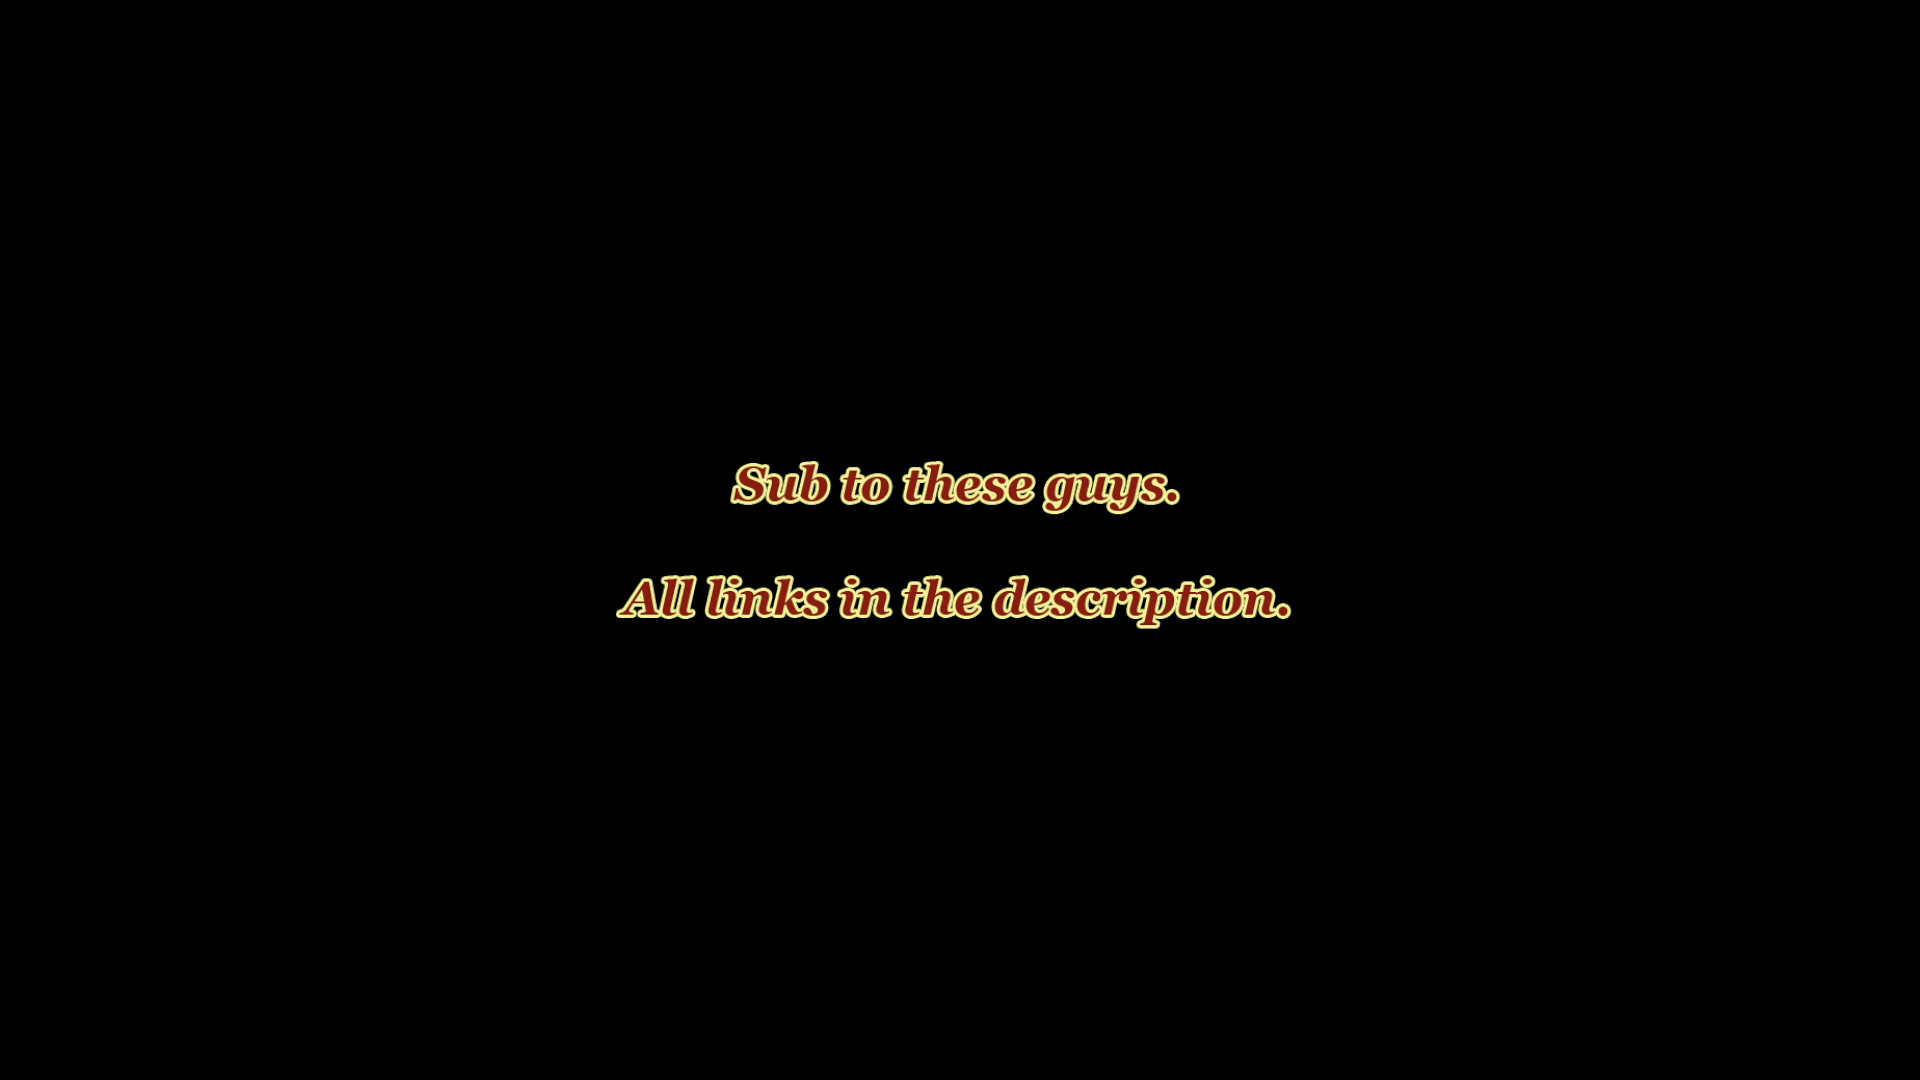 Sub to these guys.
All links in the description.